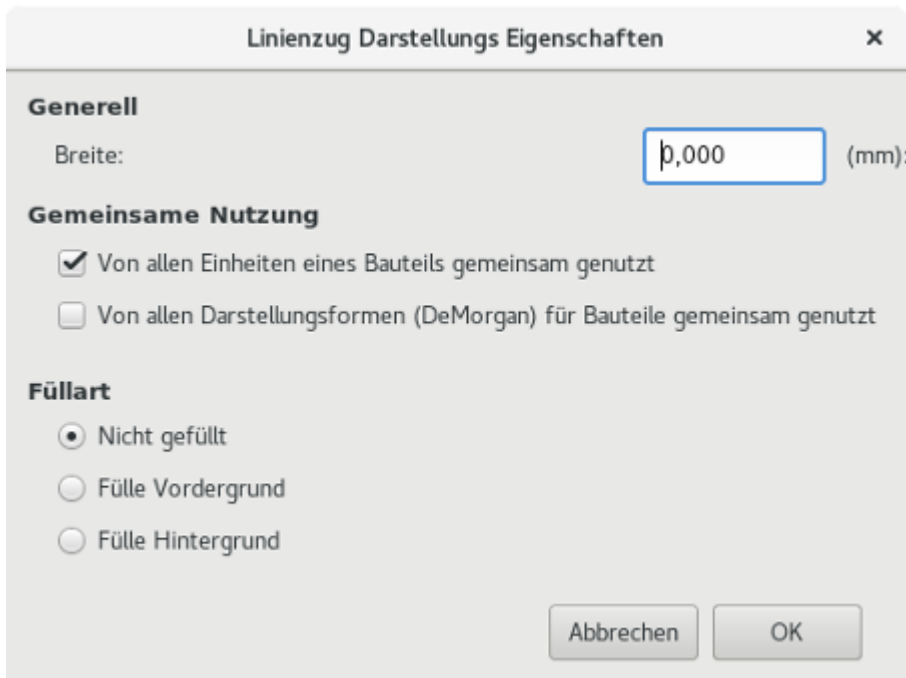 Linienzug Darstellungs Eigenschaften
Generell
Breite: 0,000 (mm):
Gemeinsame Nutzung
Von allen Einheiten eines Bauteils gemeinsam genutzt
Von allen Darstellungsformen (DeMorgan) für Bauteile gemeinsam genutzt
Füllart
Nicht gefüllt
Fülle Vordergrund
Fülle Hintergrund
Abbrechen OK